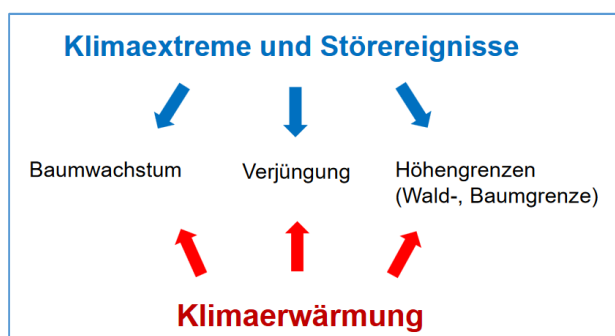 Klimaextreme und Störereignisse
Baumwachstum
Verjüngung
Höhengrenzen
(Wald-, Baumgrenze)
Klimaerwärmung